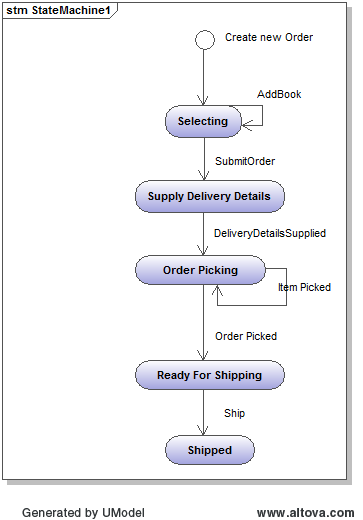 stm StateMachine1
Create new Order
AddBook
Selecting
SubmitOrder
Supply Delivery Details
DeliveryDetailsSupplied
Order Picking
Item Picked
Order Picked
Ready For Shipping
Ship
Shipped
Generated by UModel
www.altova.com